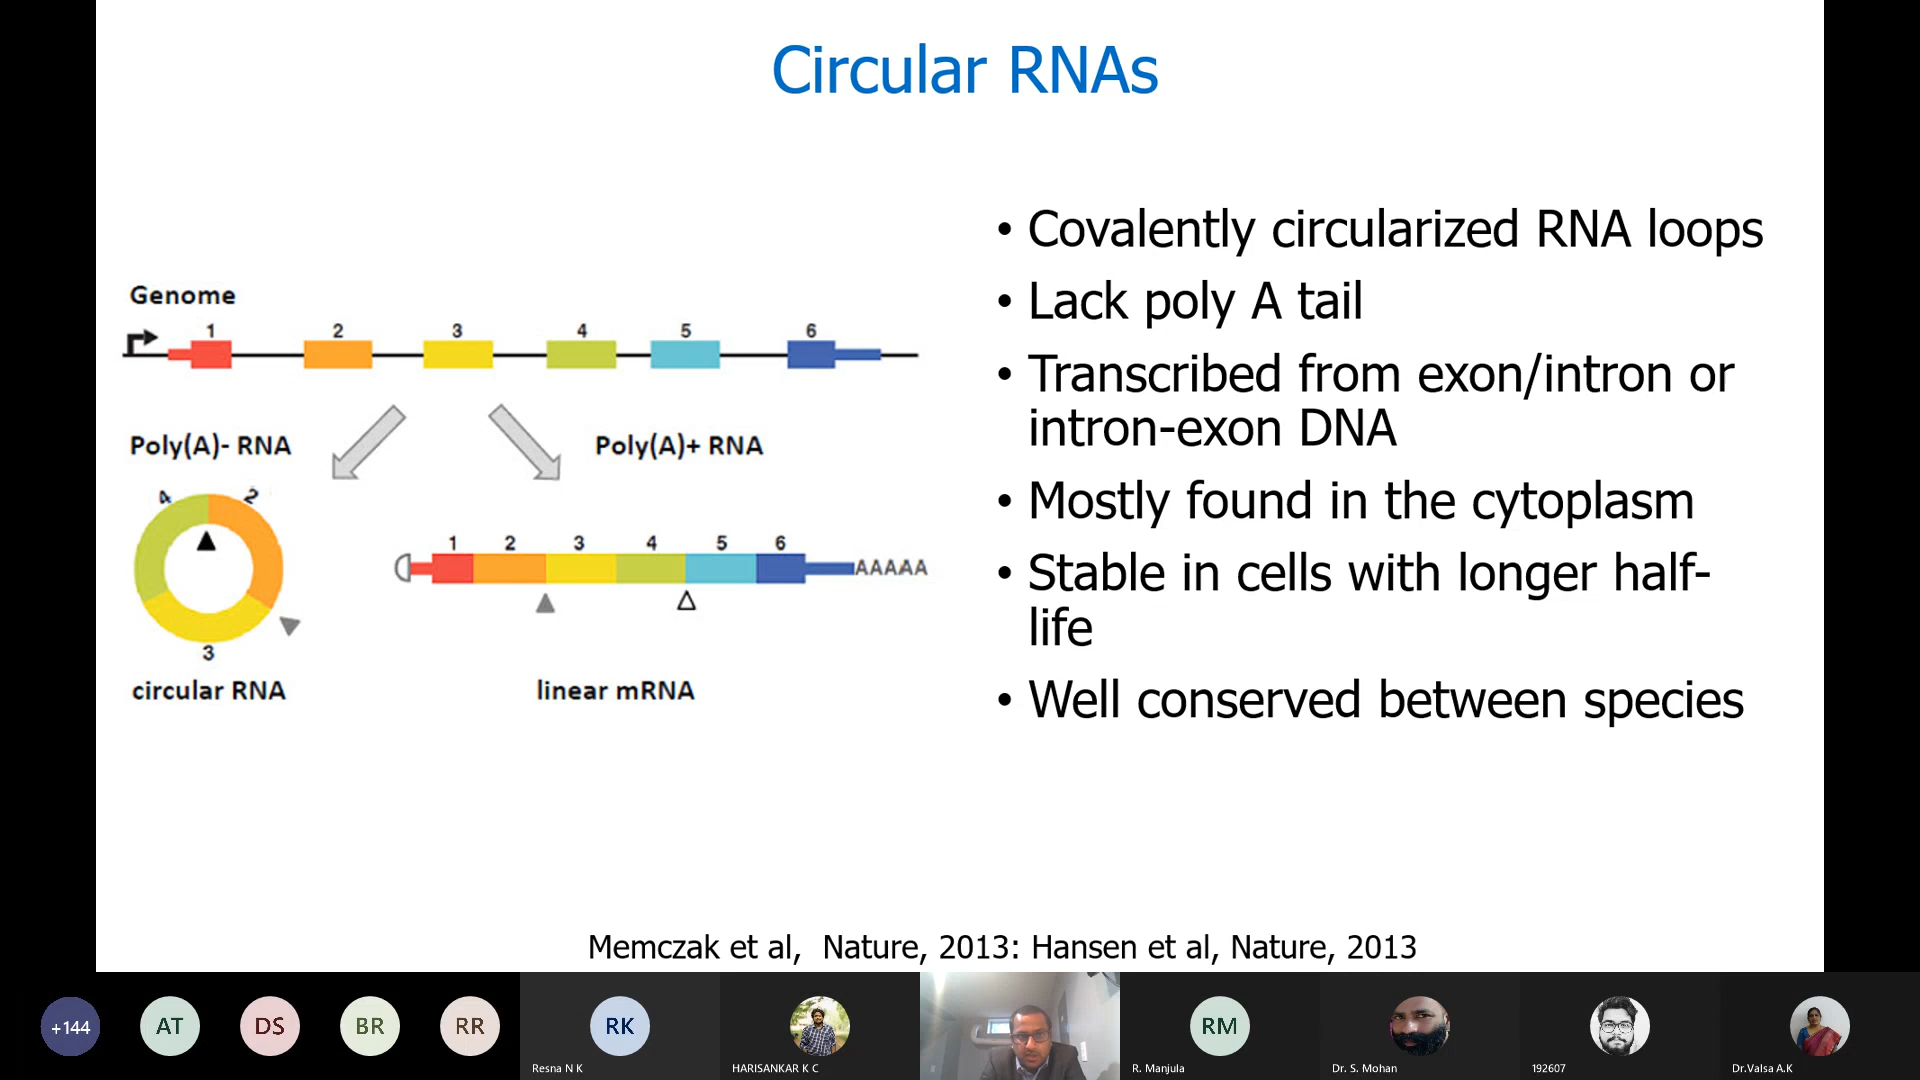 Circular RNAs
Genome
1 2 3 4 5 6
Poly(A)- RNA
Poly(A)+ RNA
4 2
3
circular RNA
1 2 3 4 5 6
AAAAA
linear mRNA
• Covalently circularized RNA loops
• Lack poly A tail
• Transcribed from exon/intron or
intron-exon DNA
• Mostly found in the cytoplasm
• Stable in cells with longer half-
life
• Well conserved between species
Memczak et al, Nature, 2013: Hansen et al, Nature, 2013
+144
AT
DS
BR
RR
RK
Resna N K
HARISANKAR K C
RM
R. Manjula
Dr. S. Mohan
192607
Dr.Valsa A.K